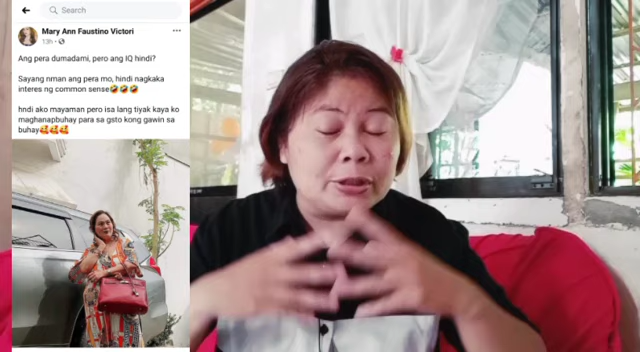 Search
Mary Ann Faustino Victori
13h ·
Ang pera dumadami, pero ang IQ hindi?
Sayang nman ang pera mo, hindi nagkaka
interes ng common sense🤣🤣🤣
hndi ako mayaman pero isa lang tiyak kaya ko
maghanapbuhay para sa gsto kong gawin sa
buhay🥰🥰🥰